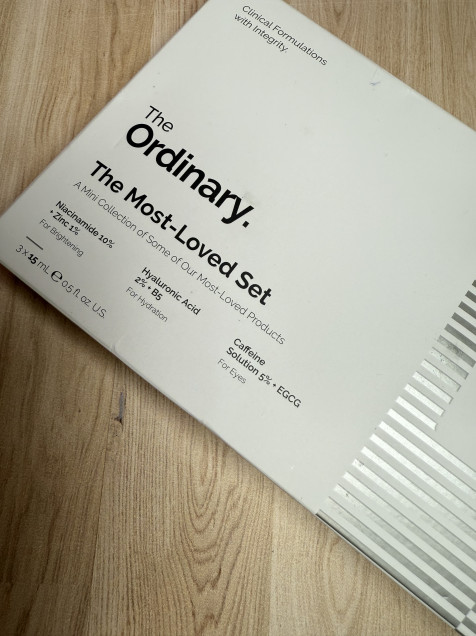 Clinical Formulations
with Integrity.
The
Ordinary.
The Most-Loved Set
A Mini Collection of Some of Our Most-Loved Products
Niacinamide 10%
+ Zinc 1%
For Brightening
Hyaluronic Acid
2% + B5
For Hydration
Caffeine
Solution 5% + EGCG
For Eyes
3 x 15 mL ℮ 0.5 fl. oz. U.S.